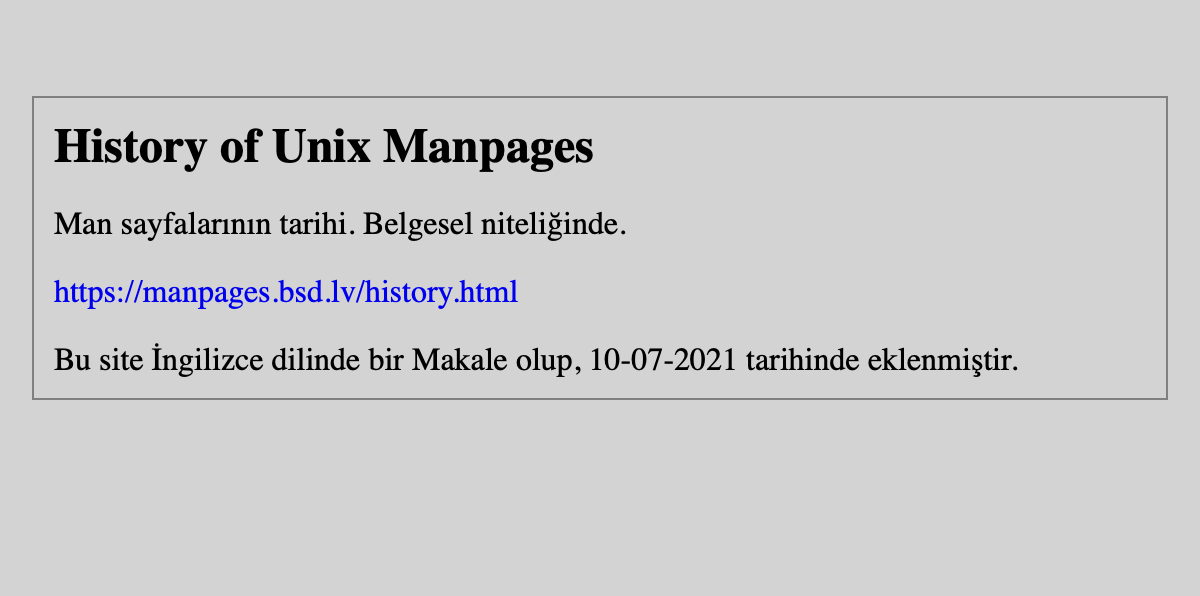 History of Unix Manpages
Man sayfalarının tarihi. Belgesel niteliğinde.
https://manpages.bsd.lv/history.html
Bu site İngilizce dilinde bir Makale olup, 10-07-2021 tarihinde eklenmiştir.